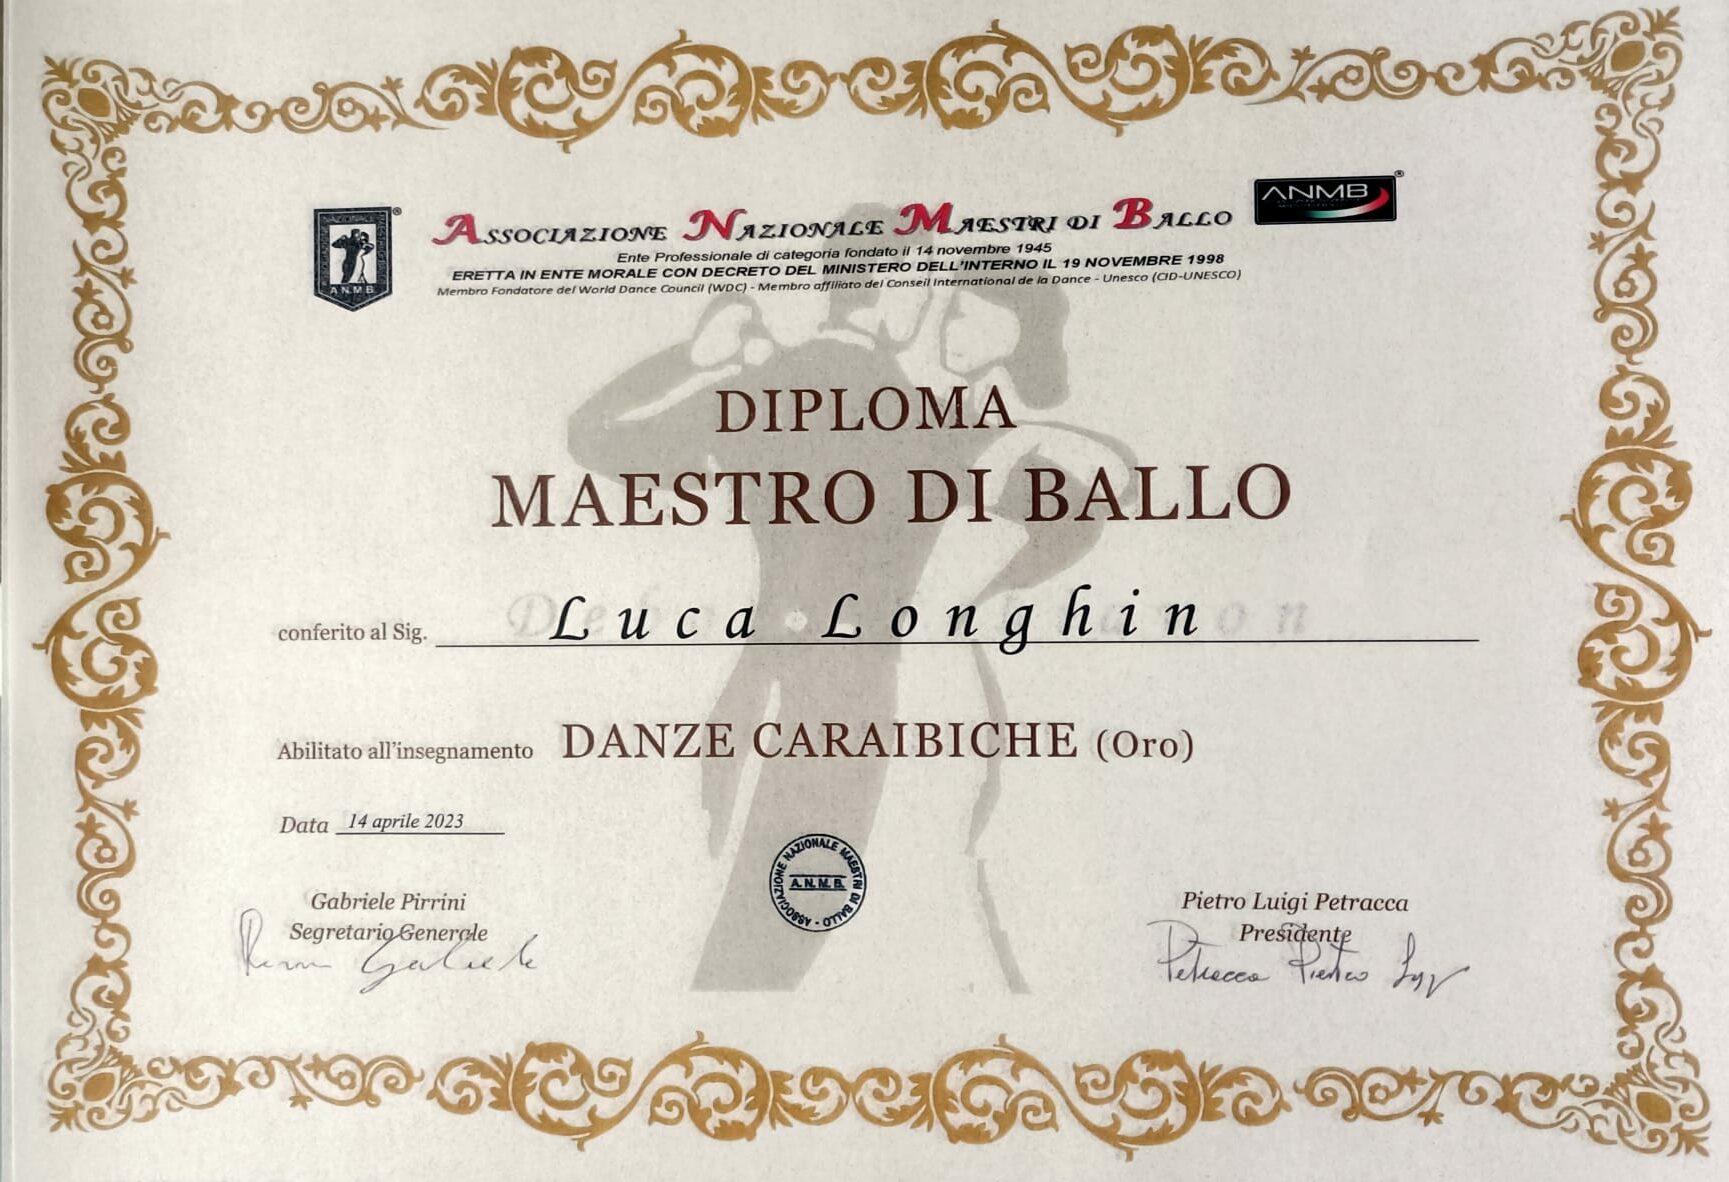 NAZIONALE
A.N.M.B.
ASSOCIAZIONE NAZIONALE MAESTRI DI BALLO
ANMB
Ente Professionale di categoria fondato il 14 novembre 1945
ERETTA IN ENTE MORALE CON DECRETO DEL MINISTERO DELL'INTERNO IL 19 NOVEMBRE 1998
Membro Fondatore del World Dance Council (WDC) - Membro affiliato del Conseil International de la Dance - Unesco (CID-UNESCO)
DIPLOMA
MAESTRO DI BALLO
conferito al Sig. Luca Longhin
Abilitato all'insegnamento DANZE CARAIBICHE (Oro)
Data 14 aprile 2023
ASSOCIAZIONE NAZIONALE MAESTRI DI BALLO -
A.N.M.B.
Gabriele Pirrini
Segretario Generale
Pietro Luigi Petracca
Presidente
Petracca Pietro Luigi